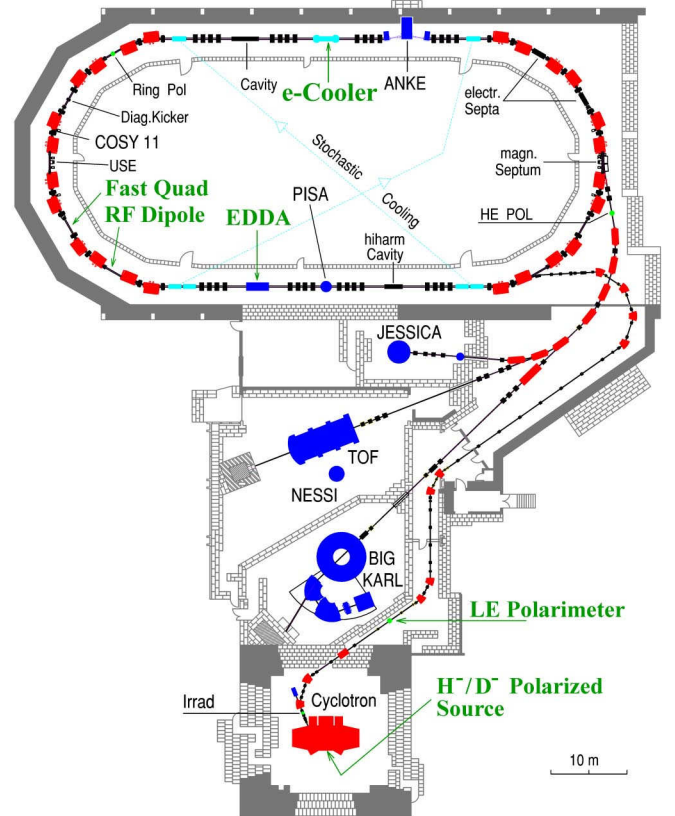 Ring Pol
Cavity
e-Cooler
ANKE
electr.
Septa
Diag.Kicker
COSY 11
USE
Stochastic
Cooling
magn.
Septum
Fast Quad
RF Dipole
EDDA
PISA
hiharm
Cavity
HE POL
JESSICA
TOF
NESSI
BIG
KARL
LE Polarimeter
H⁻/D⁻ Polarized
Source
Irrad
Cyclotron
10 m